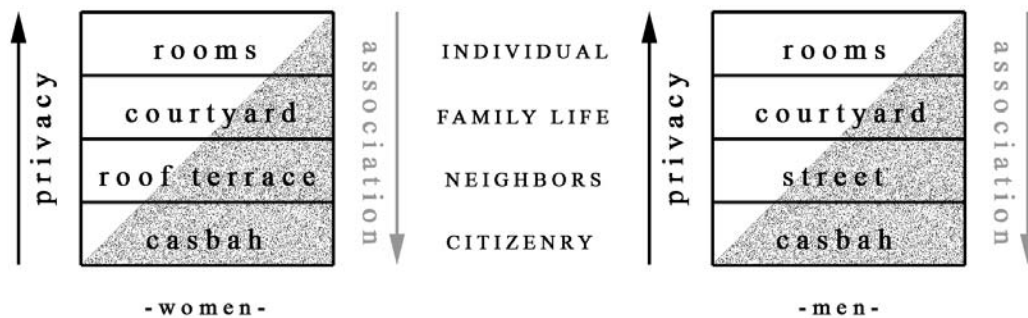 privacy
rooms
courtyard
roof terrace
casbah
association
-women-
INDIVIDUAL
FAMILY LIFE
NEIGHBORS
CITIZENRY
privacy
rooms
courtyard
street
casbah
association
-men-